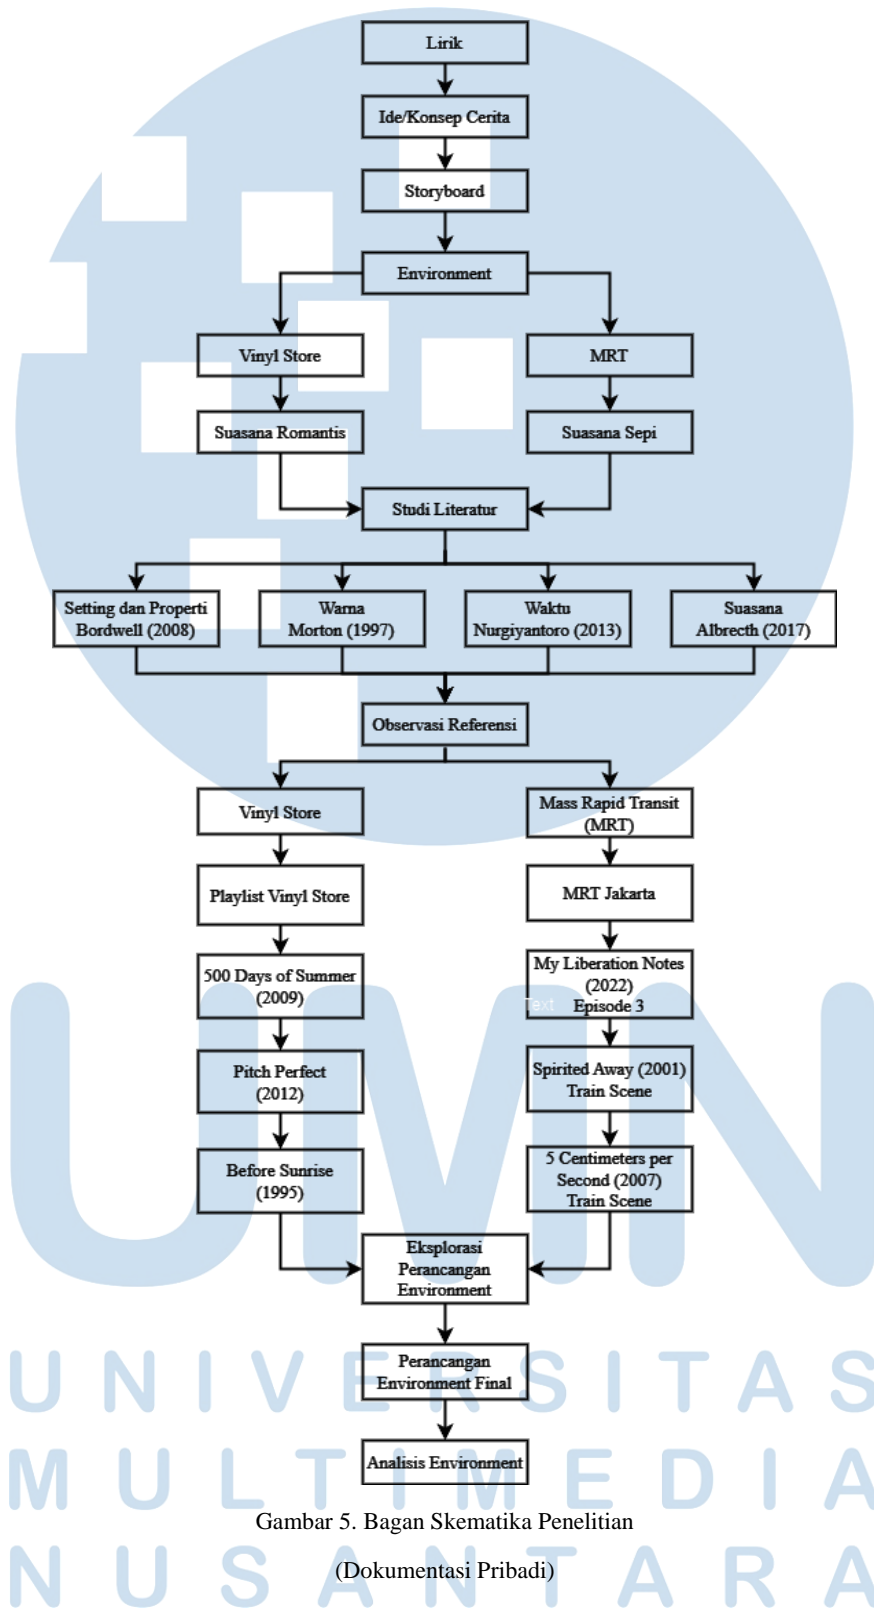 Lirik
Ide/Konsep Cerita
Storyboard
Environment
Vinyl Store
MRT
Suasana Romantis
Suasana Sepi
Studi Literatur
Setting dan Properti
Bordwell (2008)
Warna
Morton (1997)
Waktu
Nurgiyantoro (2013)
Suasana
Albrecth (2017)
Observasi Referensi
Vinyl Store
Mass Rapid Transit
(MRT)
Playlist Vinyl Store
MRT Jakarta
500 Days of Summer
(2009)
My Liberation Notes
(2022)
Text
Episode 3
Pitch Perfect
(2012)
Spirited Away (2001)
Train Scene
Before Sunrise
(1995)
5 Centimeters per
Second (2007)
Train Scene
Eksplorasi
Perancangan
Environment
Perancangan
Environment Final
Analisis Environment
Gambar 5. Bagan Skematika Penelitian
(Dokumentasi Pribadi)
UMN
UNIVERSITAS
MULTIMEDIA
NUSANTARA